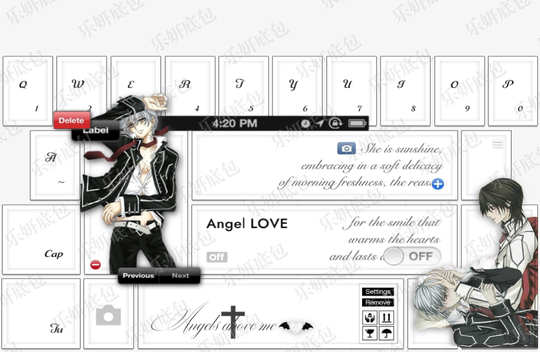 乐妍底包
Q W E R T Y U I O P
1 2 4 5 6 7 8 9 0
Delete
4:20 PM
Label
She is sunshine,
embracing in a soft delicacy
of morning freshness, the reas
A
~
Angel LOVE
for the smile that
warms the hearts
and lasts a
Off
OFF
Cap
Previous Next
Settings
Remove
Angels above me